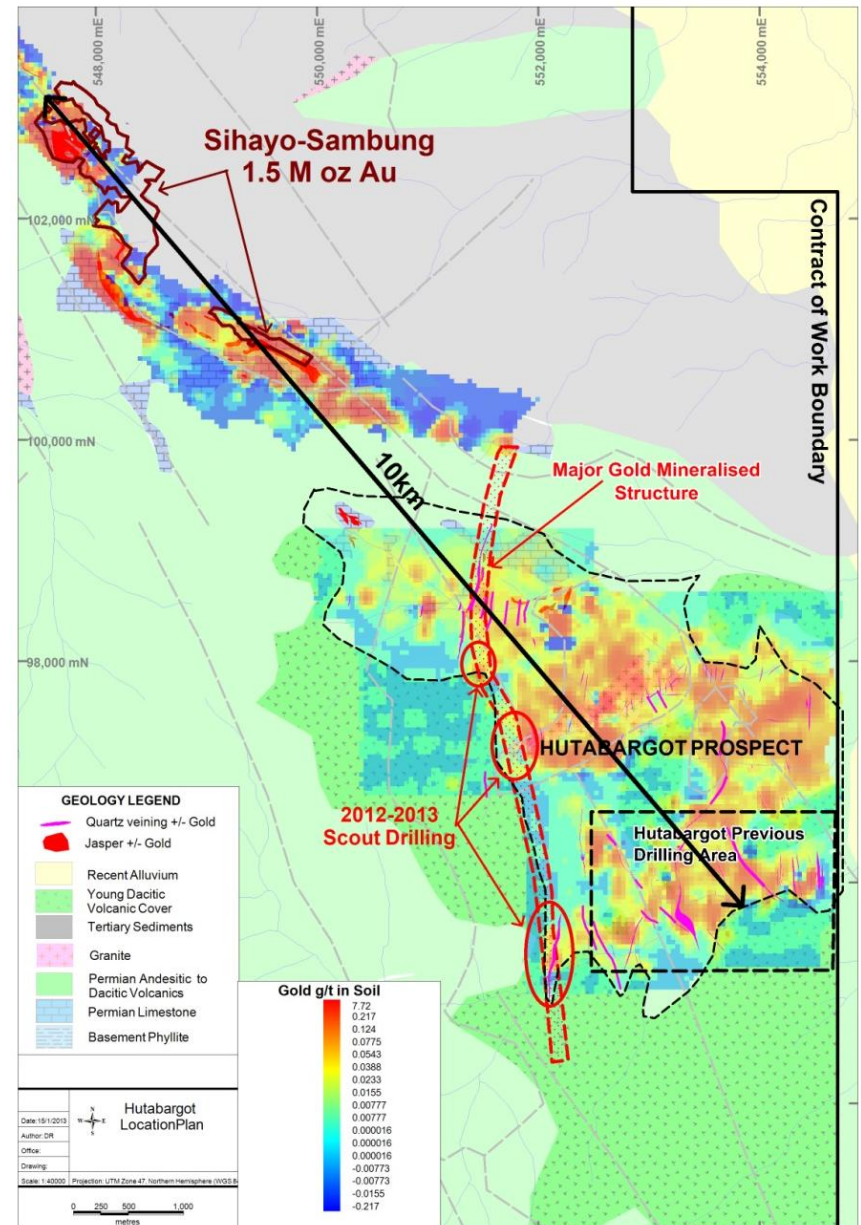 548,000 mE
550,000 mE
552,000 mE
554,000 mE
Sihayo-Sambung
1.5 M oz Au
102,000 mN
Contract of Work Boundary
100,000 mN
10km
Major Gold Mineralised
Structure
98,000 mN
HUTABARGOT PROSPECT
2012-2013
Scout Drilling
Hutabargot Previous
Drilling Area
GEOLOGY LEGEND
Quartz veining +/- Gold
Jasper +/- Gold
Recent Alluvium
Young Dacitic
Volcanic Cover
Tertiary Sediments
Granite
Permian Andesitic to
Dacitic Volcanics
Permian Limestone
Basement Phyllite
Gold g/t in Soil
7.72
0.217
0.124
0.0775
0.0543
0.0388
0.0233
0.0155
0.00777
0.00777
0.000016
0.000016
0.000016
-0.00773
-0.00773
-0.0155
-0.217
Date:15/1/2013
Author: DR
Office:
Drawing:
Scale: 1:40000
N
W E
S
Hutabargot
LocationPlan
Projection: UTM Zone 47, Northern Hemisphere (WGS 8
0 250 500 1,000
metres